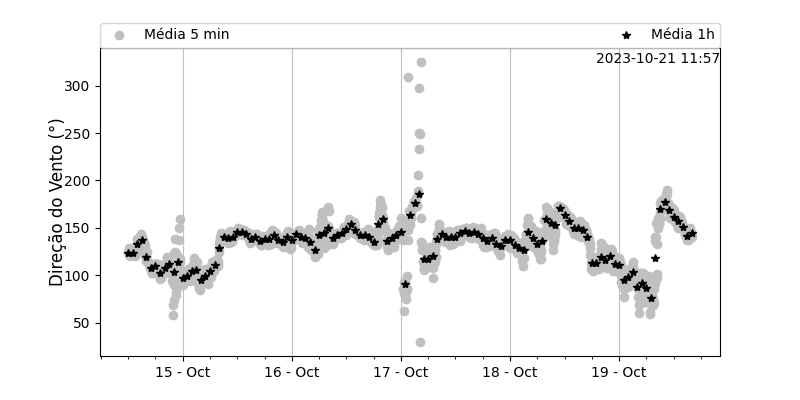 Média 5 min
Média 1h
2023-10-21 11:57
Direção do Vento (°)
300
250
200
150
100
50
15 - Oct
16 - Oct
17 - Oct
18 - Oct
19 - Oct